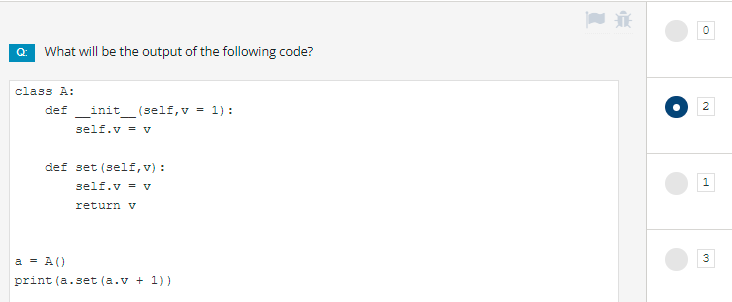 Q: What will be the output of the following code?
class A:
    def __init__(self,v = 1):
        self.v = v

    def set(self,v):
        self.v = v
        return v

a = A()
print(a.set(a.v + 1))
0
2
1
3